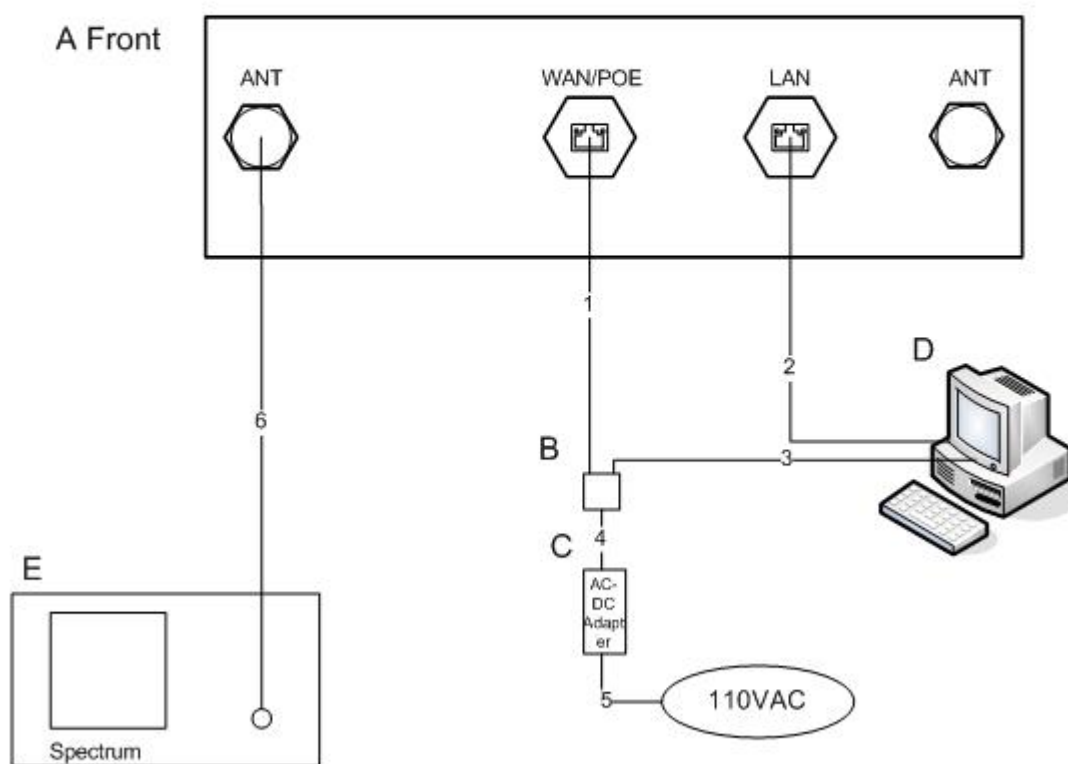 A Front
ANT
WAN/POE
LAN
ANT
1
2
D
6
B
3
4
C
E
AC-
DC
Adapt
er
5
110VAC
Spectrum